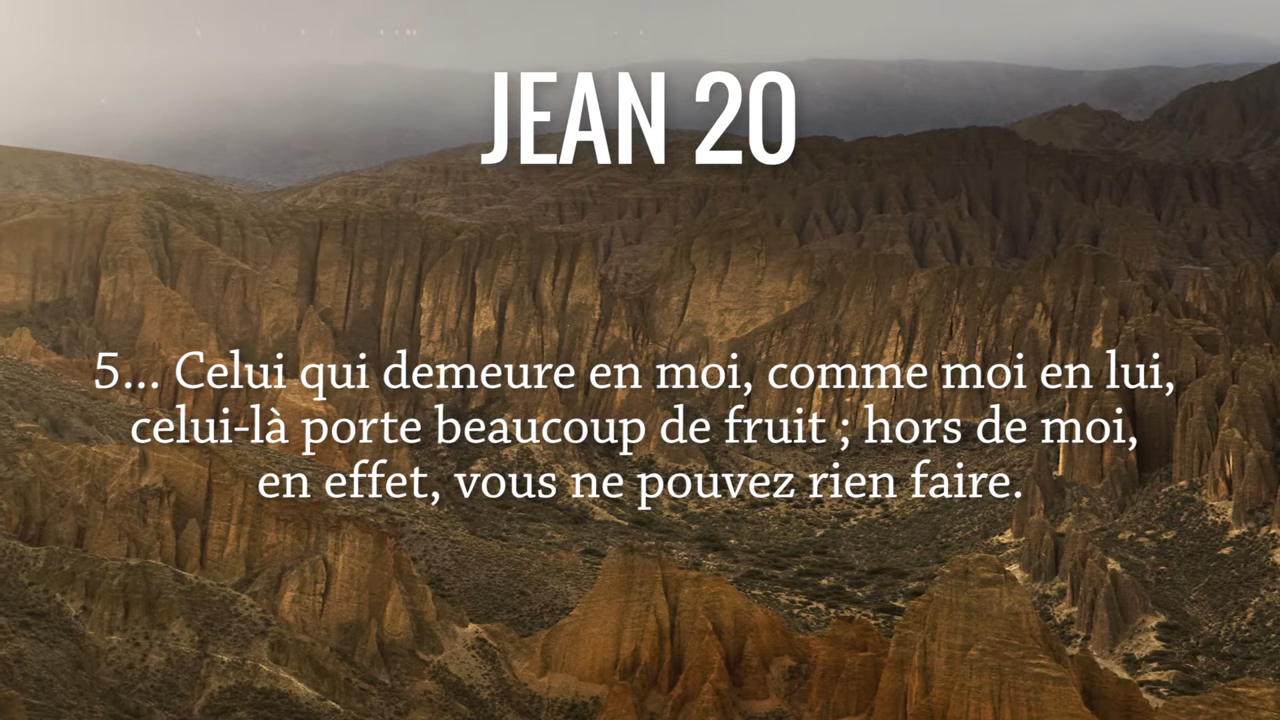 JEAN 20
5... Celui qui demeure en moi, comme moi en lui,
celui-là porte beaucoup de fruit ; hors de moi,
en effet, vous ne pouvez rien faire.